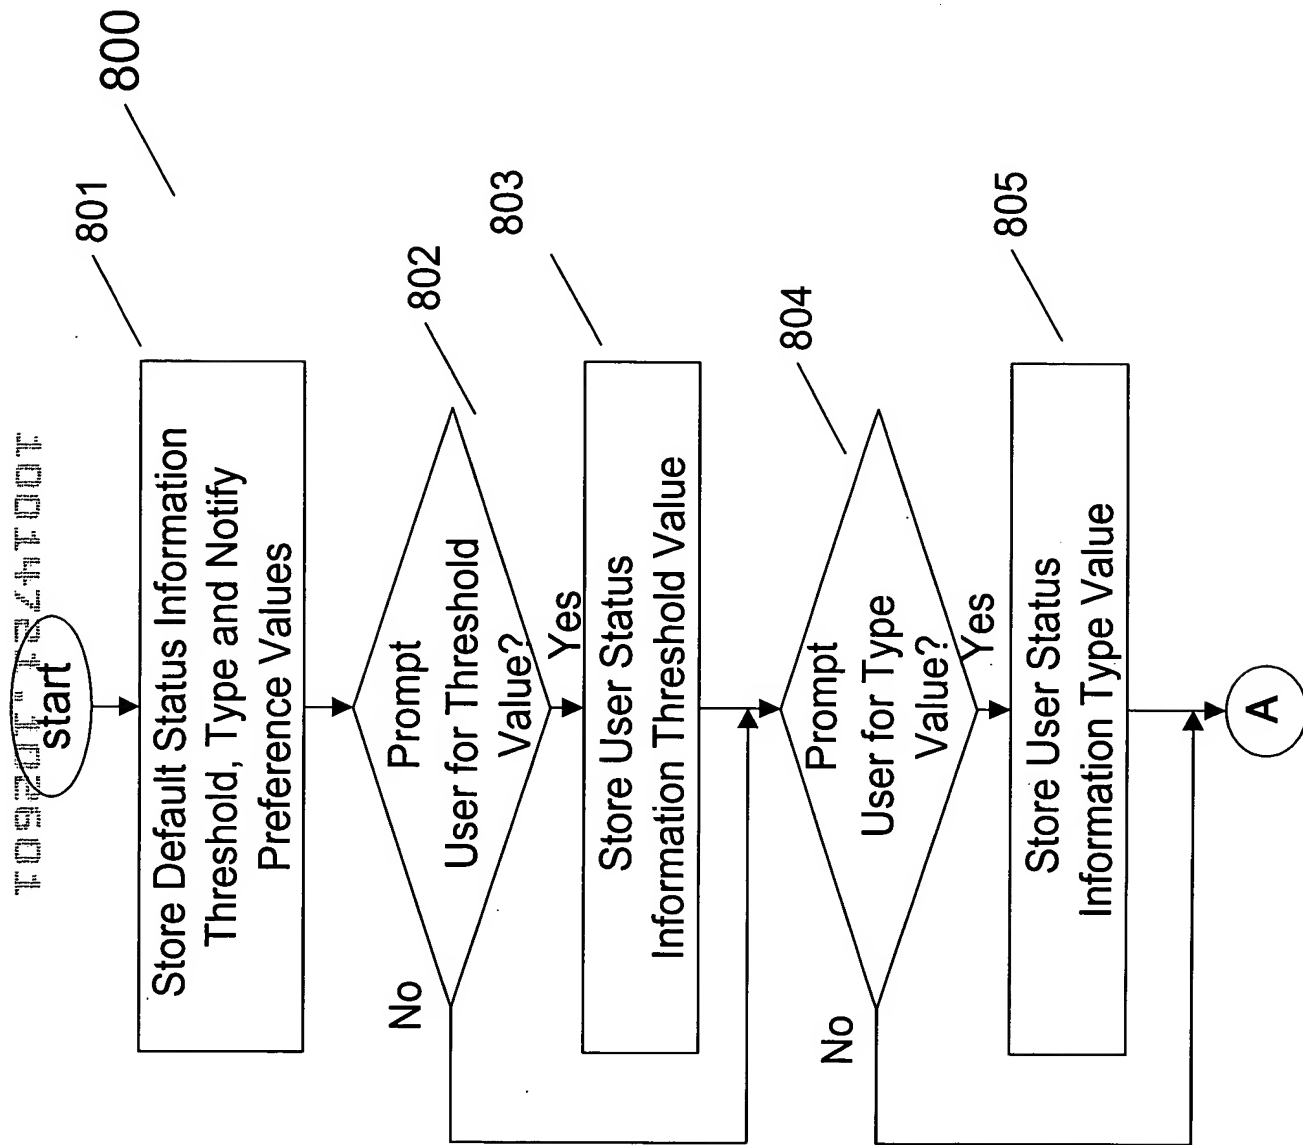 800
start
801
Store Default Status Information
Threshold, Type and Notify
Preference Values
802
Prompt
User for Threshold
Value?
No
Yes
803
Store User Status
Information Threshold Value
804
Prompt
User for Type
Value?
No
Yes
805
Store User Status
Information Type Value
A